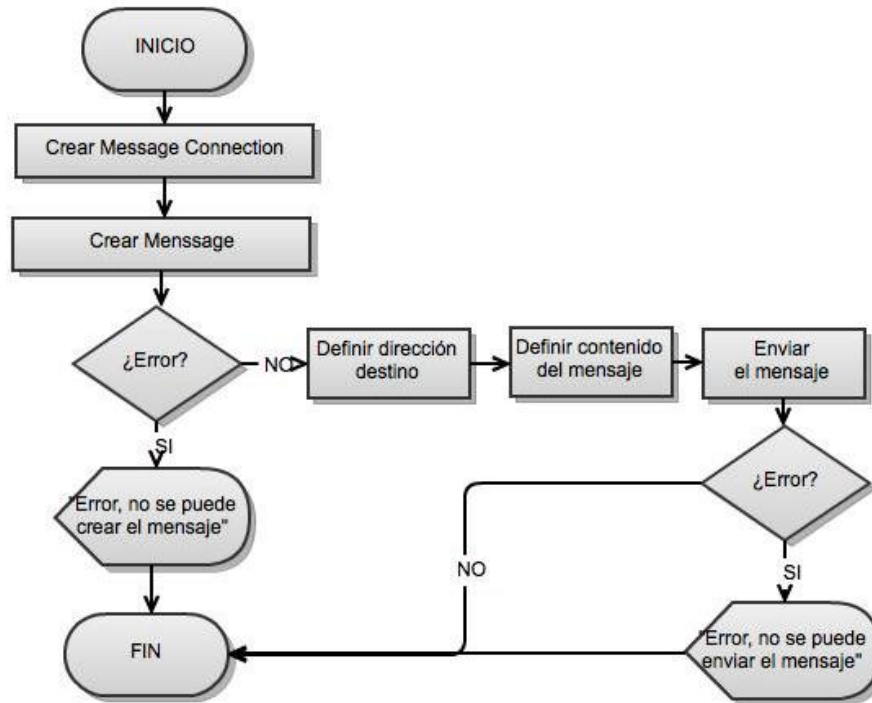 INICIO
Crear Message Connection
Crear Menssage
¿Error?
NO
Definir dirección
destino
Definir contenido
del mensaje
Enviar
el mensaje
SI
¿Error?
"Error, no se puede
crear el mensaje"
NO
SI
FIN
"Error, no se puede
enviar el mensaje"